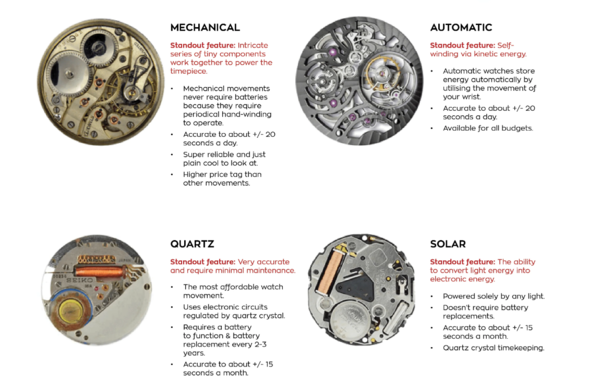 MECHANICAL
Standout feature: Intricate
series of tiny components
work together to power the
timepiece.
• Mechanical movements
never require batteries
because they require
periodical hand-winding
to operate.
• Accurate to about +/- 20
seconds a day.
• Super reliable and just
plain cool to look at.
• Higher price tag than
other movements.
AUTOMATIC
Standout feature: Self-
winding via kinetic energy.
• Automatic watches store
energy automatically by
utilising the movement of
your wrist.
• Accurate to about +/- 20
seconds a day.
• Available for all budgets.
QUARTZ
Standout feature: Very accurate
and require minimal maintenance.
• The most affordable watch
movement.
• Uses electronic circuits
regulated by quartz crystal.
• Requires a battery
to function & battery
replacement every 2-3
years.
• Accurate to about +/- 15
seconds a month.
SEIKO
SOLAR
Standout feature: The ability
to convert light energy into
electronic energy.
• Powered solely by any light.
• Doesn't require battery
replacements.
• Accurate to about +/- 15
seconds a month.
• Quartz crystal timekeeping.